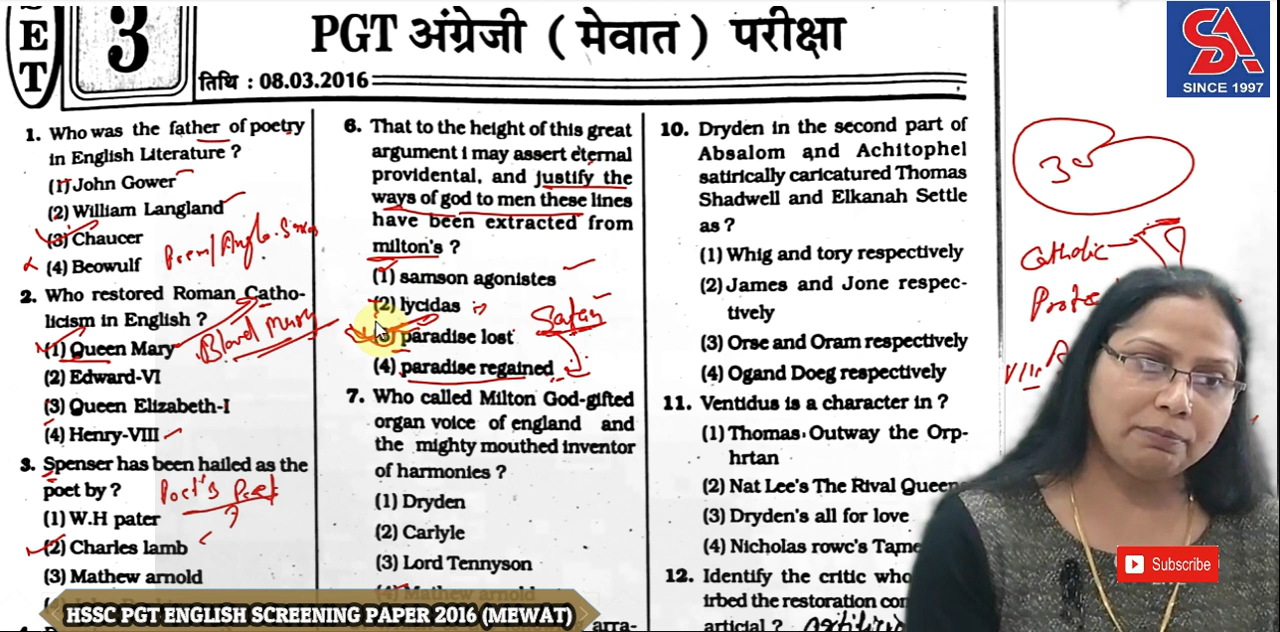 SET
3
PGT अंग्रेजी ( मेवात ) परीक्षा
तिथि : 08.03.2016
SA
SINCE 1997
1. Who was the father of poetry
in English Literature ?
(1) John Gower
(2) William Langland
(3) Chaucer
(4) Beowulf
Poem/Anglo-Saxon
2. Who restored Roman Catho-
licism in English ?
(1) Queen Mary
Blood Mary
(2) Edward-VI
(3) Queen Elizabeth-I
(4) Henry-VIII
3. Spenser has been hailed as the
poet by ?
Poet's Poet
(1) W.H pater
(2) Charles lamb
(3) Mathew arnold
6. That to the height of this great
argument i may assert eternal
providental, and justify the
ways of god to men these lines
have been extracted from
milton's ?
(1) samson agonistes
(2) lycidas
(3) paradise lost
(4) paradise regained
Satan
7. Who called Milton God-gifted
organ voice of england and
the mighty mouthed inventor
of harmonies ?
(1) Dryden
(2) Carlyle
(3) Lord Tennyson
(4) Mathew arnold
arra-
10. Dryden in the second part of
Absalom and Achitophel
satirically caricatured Thomas
Shadwell and Elkanah Settle
as ?
(1) Whig and tory respectively
(2) James and Jone respec-
tively
(3) Orse and Oram respectively
(4) Ogand Doeg respectively
11. Ventidus is a character in ?
(1) Thomas Outway the Orp-
hrtan
(2) Nat Lee's The Rival Queen
(3) Dryden's all for love
(4) Nicholas rowc's Tame
12. Identify the critic who
irbed the restoration com
articial ?
Catholic
Prote
VIII
Subscribe
HSSC PGT ENGLISH SCREENING PAPER 2016 (MEWAT)